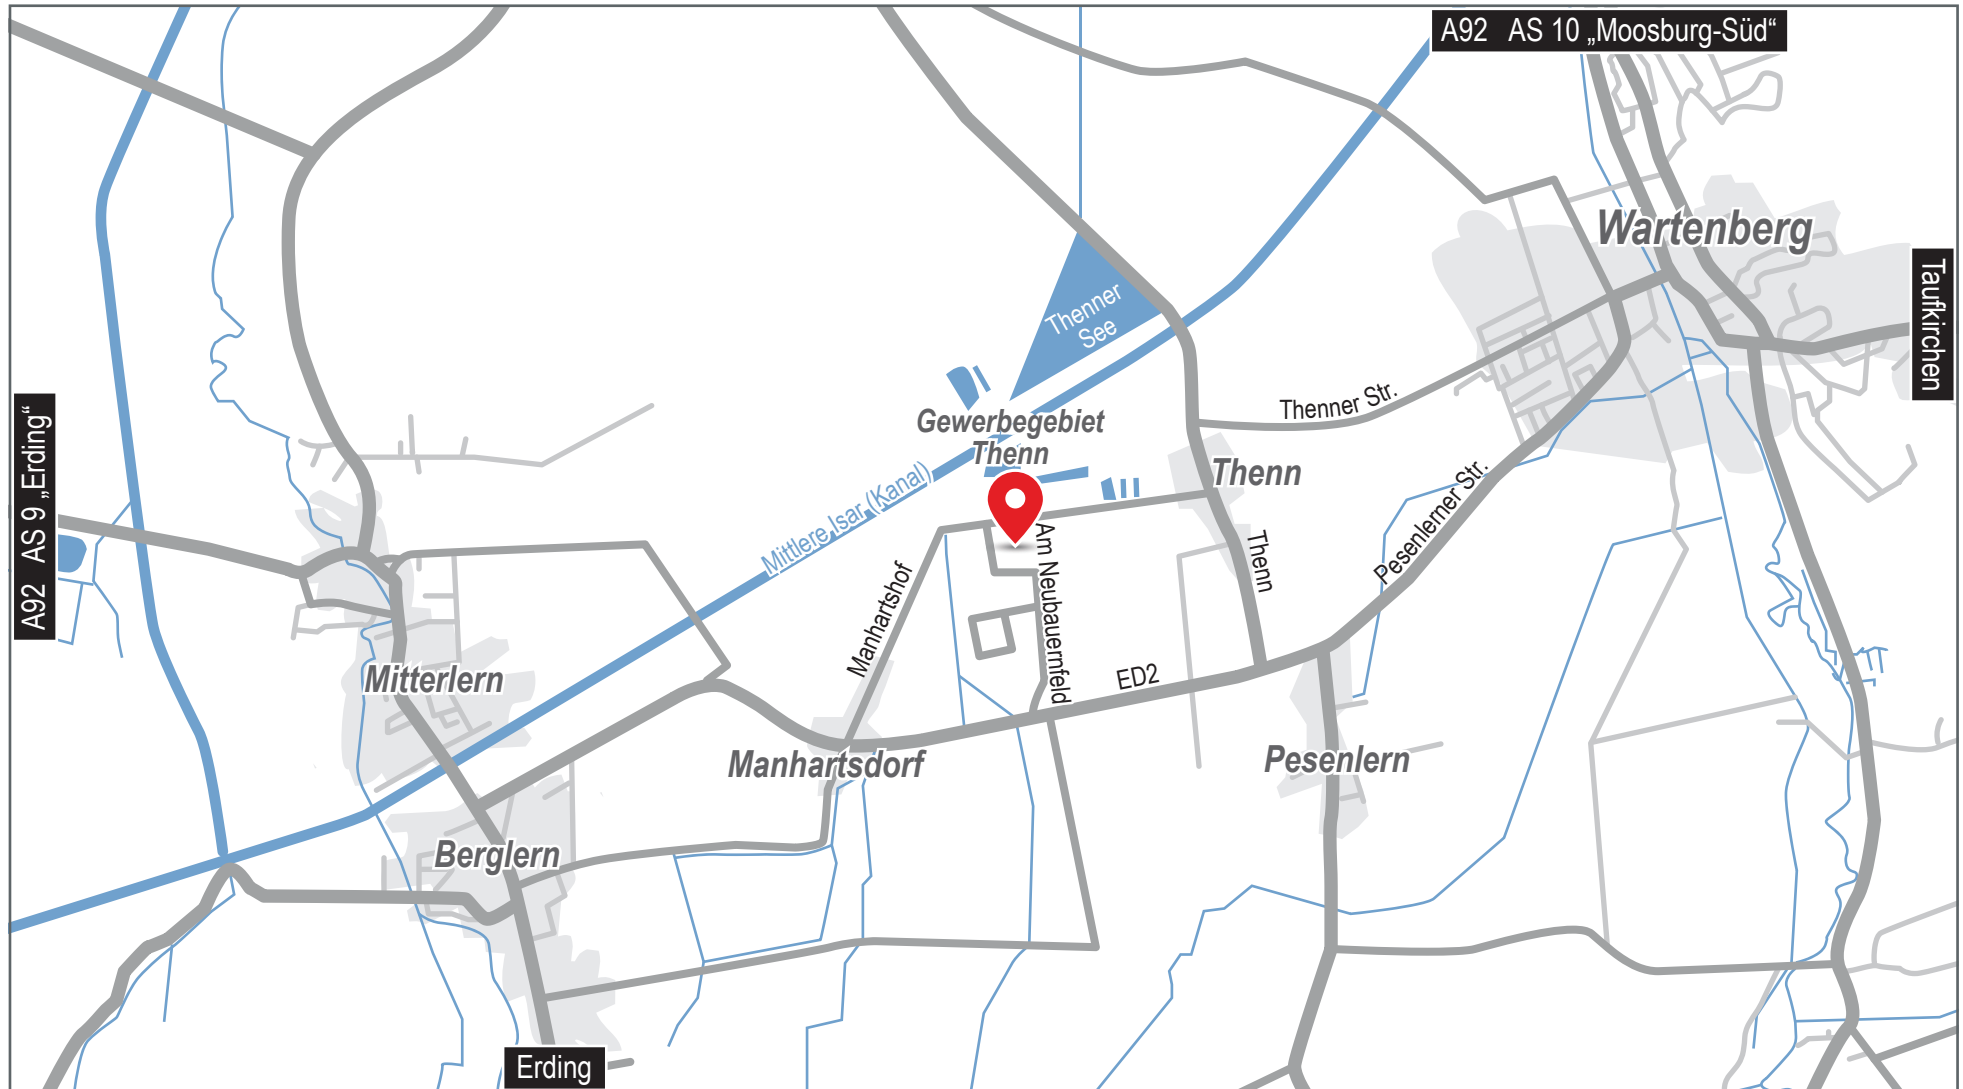 A92 AS 10 „Moosburg-Süd“
Wartenberg
Taufkirchen
Thenner
See
Thenner Str.
Gewerbegebiet
Thenn
Thenn
A92 AS 9 „Erding“
Mittlere Isar (Kanal)
Pesenlerner Str.
Am Neubauernfeld
Thenn
Manhartshof
Mitterlern
ED2
Manhartsdorf
Pesenlern
Berglern
Erding